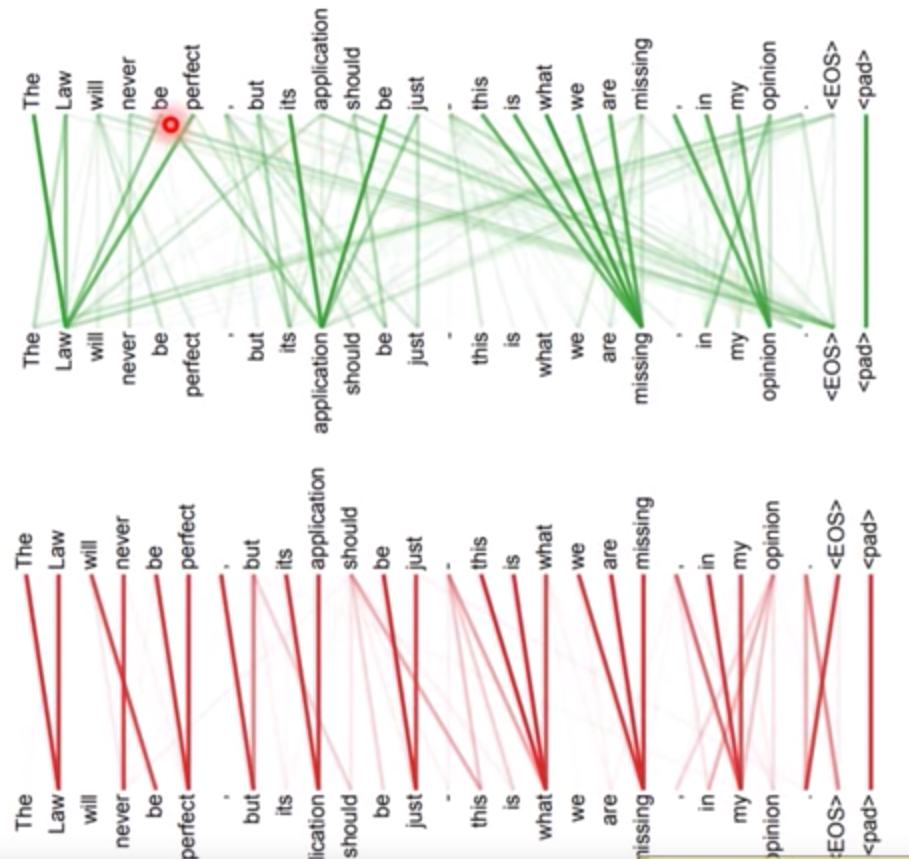 The Law will never be perfect , but its application should be just - this is what we are missing , in my opinion . <EOS> <pad>
The Law will never be perfect , but its application should be just - this is what we are missing , in my opinion . <EOS> <pad>
The Law will never be perfect , but its application should be just - this is what we are missing , in my opinion . <EOS> <pad>
The Law will never be perfect , but its lication should be just - this is what we are nissing , in my pinion . <EOS> <pad>